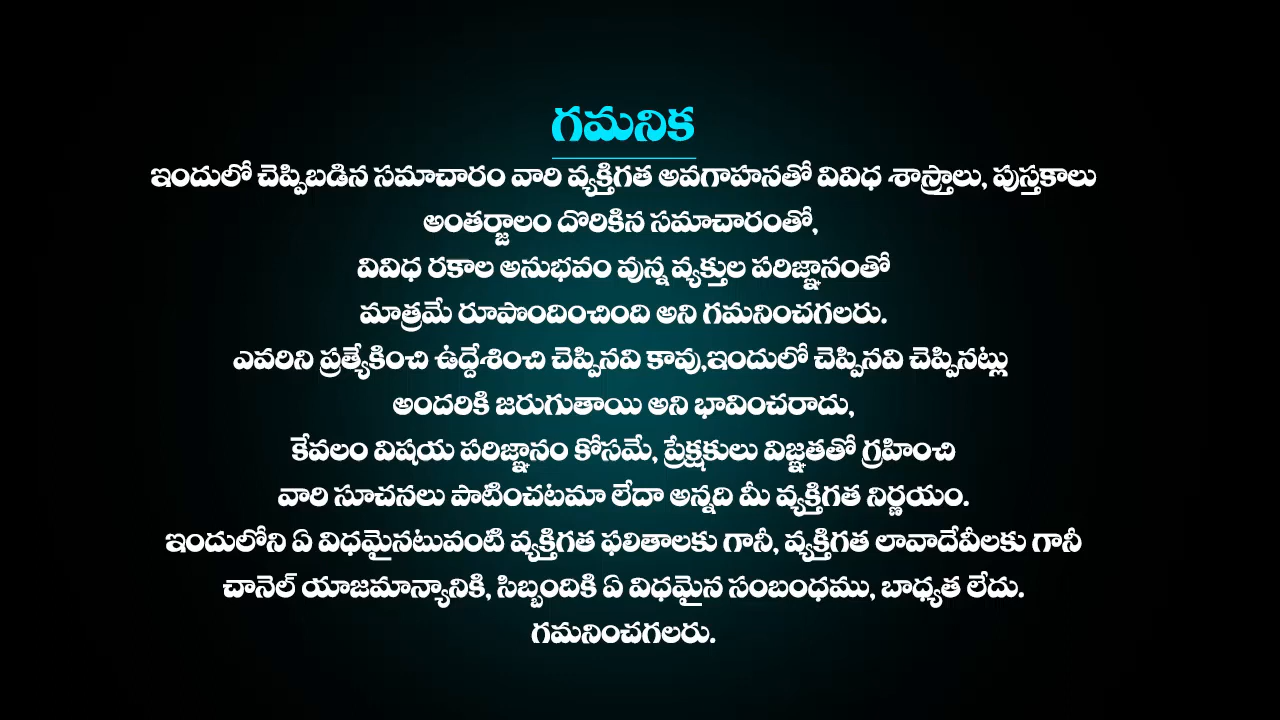 గమనిక
ఇందులో చెప్పిబడిన సమాచారం వారి వ్యక్తిగత అవగాహనతో వివిధ శాస్త్రాలు, పుస్తకాలు
అంతర్జాలం దొరికిన సమాచారంతో,
వివిధ రకాల అనుభవం వున్న వ్యక్తుల పరిజ్ఞానంతో
మాత్రమే రూపొందించింది అని గమనించగలరు.
ఎవరిని ప్రత్యేకించి ఉద్దేశించి చెప్పినవి కావు,ఇందులో చెప్పినవి చెప్పినట్లు
అందరికి జరుగుతాయి అని భావించరాదు,
కేవలం విషయ పరిజ్ఞానం కోసమే, ప్రేక్షకులు విజ్ఞతతో గ్రహించి
వారి సూచనలు పాటించటమా లేదా అన్నది మీ వ్యక్తిగత నిర్ణయం.
ఇందులోని ఏ విధమైనటువంటి వ్యక్తిగత ఫలితాలకు గానీ, వ్యక్తిగత లావాదేవీలకు గానీ
చానెల్ యాజమాన్యానికి, సిబ్బందికి ఏ విధమైన సంబంధము, బాధ్యత లేదు.
గమనించగలరు.